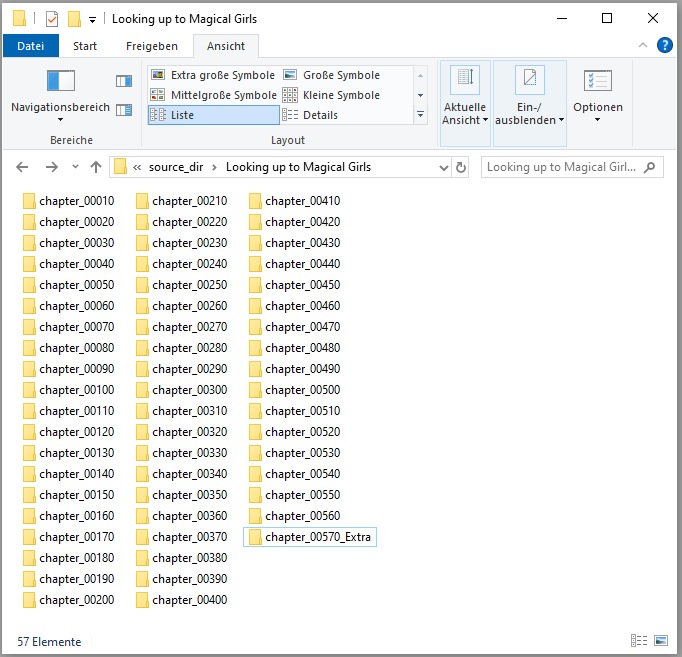 Looking up to Magical Girls
Datei Start Freigeben Ansicht
Extra große Symbole Große Symbole
Mittelgroße Symbole Kleine Symbole
Liste Details
Navigationsbereich
Aktuelle Ansicht
Ein-/ ausblenden
Optionen
Bereiche Layout
« source_dir > Looking up to Magical Girls Looking up to Magical Girl...
chapter_00010 chapter_00210 chapter_00410
chapter_00020 chapter_00220 chapter_00420
chapter_00030 chapter_00230 chapter_00430
chapter_00040 chapter_00240 chapter_00440
chapter_00050 chapter_00250 chapter_00450
chapter_00060 chapter_00260 chapter_00460
chapter_00070 chapter_00270 chapter_00470
chapter_00080 chapter_00280 chapter_00480
chapter_00090 chapter_00290 chapter_00490
chapter_00100 chapter_00300 chapter_00500
chapter_00110 chapter_00310 chapter_00510
chapter_00120 chapter_00320 chapter_00520
chapter_00130 chapter_00330 chapter_00530
chapter_00140 chapter_00340 chapter_00540
chapter_00150 chapter_00350 chapter_00550
chapter_00160 chapter_00360 chapter_00560
chapter_00170 chapter_00370 chapter_00570_Extra
chapter_00180 chapter_00380
chapter_00190 chapter_00390
chapter_00200 chapter_00400
57 Elemente